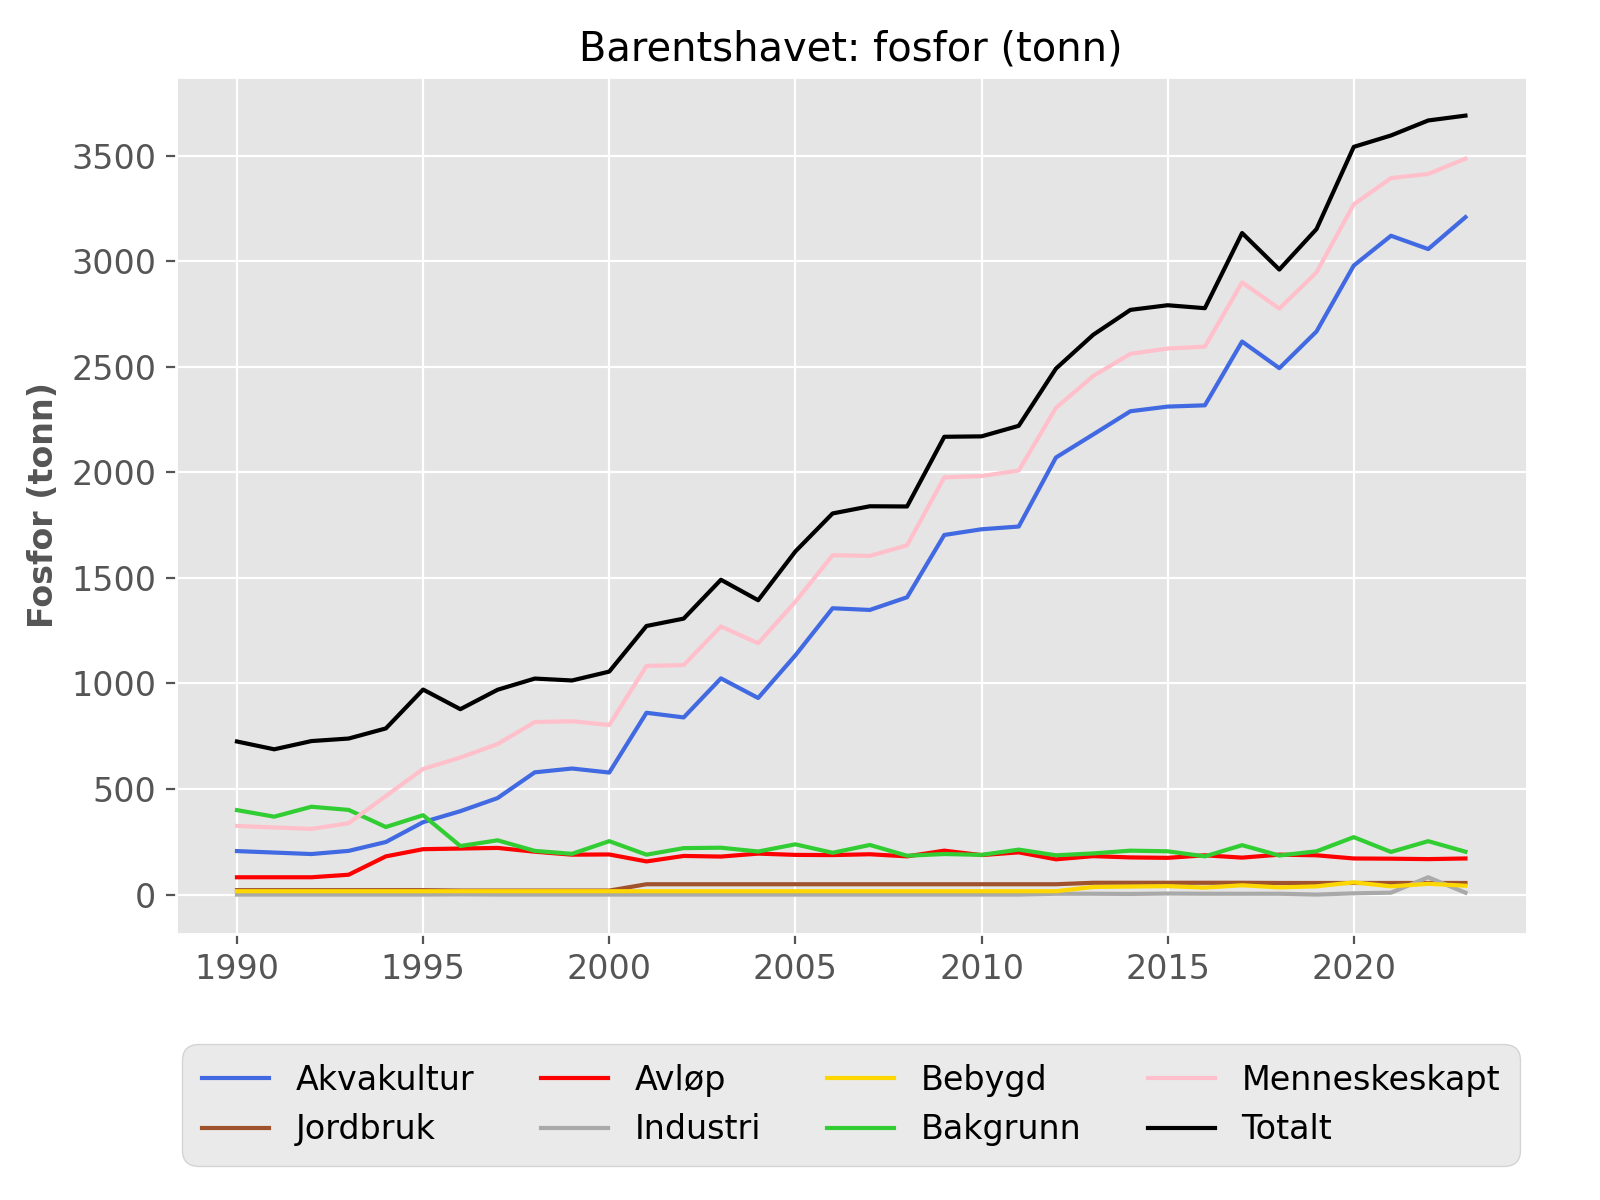 Barentshavet: fosfor (tonn)
Fosfor (tonn)
3500
3000
2500
2000
1500
1000
500
0
1990 1995 2000 2005 2010 2015 2020
Akvakultur Avløp Bebygd Menneskeskapt
Jordbruk Industri Bakgrunn Totalt